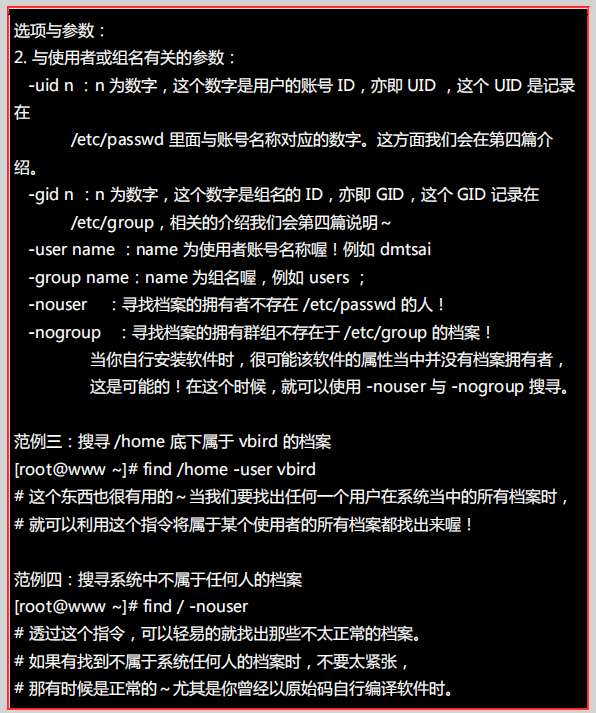 选项与参数：
2. 与使用者或组名有关的参数：
-uid n ：n 为数字，这个数字是用户的账号 ID，亦即 UID ，这个 UID 是记录
在
/etc/passwd 里面与账号名称对应的数字。这方面我们会在第四篇介
绍。
-gid n ：n 为数字，这个数字是组名的 ID，亦即 GID，这个 GID 记录在
/etc/group，相关的介绍我们会第四篇说明～
-user name ：name 为使用者账号名称喔！例如 dmtsai
-group name：name 为组名喔，例如 users ；
-nouser ：寻找档案的拥有者不存在 /etc/passwd 的人！
-nogroup ：寻找档案的拥有群组不存在于 /etc/group 的档案！
当你自行安装软件时，很可能该软件的属性当中并没有档案拥有者，
这是可能的！在这个时候，就可以使用 -nouser 与 -nogroup 搜寻。
范例三：搜寻 /home 底下属于 vbird 的档案
[root@www ~]# find /home -user vbird
# 这个东西也很有用的～当我们要找出任何一个用户在系统当中的所有档案时，
# 就可以利用这个指令将属于某个使用者的所有档案都找出来喔！
范例四：搜寻系统中不属于任何人的档案
[root@www ~]# find / -nouser
# 透过这个指令，可以轻易的就找出那些不太正常的档案。
# 如果有找到不属于系统任何人的档案时，不要太紧张，
# 那有时候是正常的～尤其是你曾经以原始码自行编译软件时。